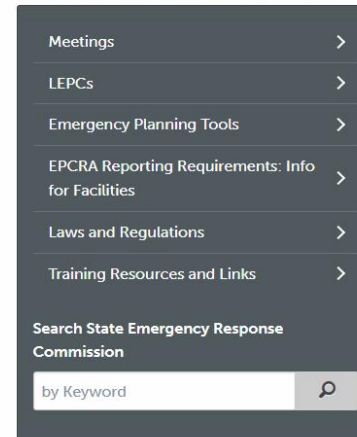 Meetings
LEPCs
Emergency Planning Tools
EPCRA Reporting Requirements: Info
for Facilities
Laws and Regulations
Training Resources and Links
Search State Emergency Response
Commission
by Keyword